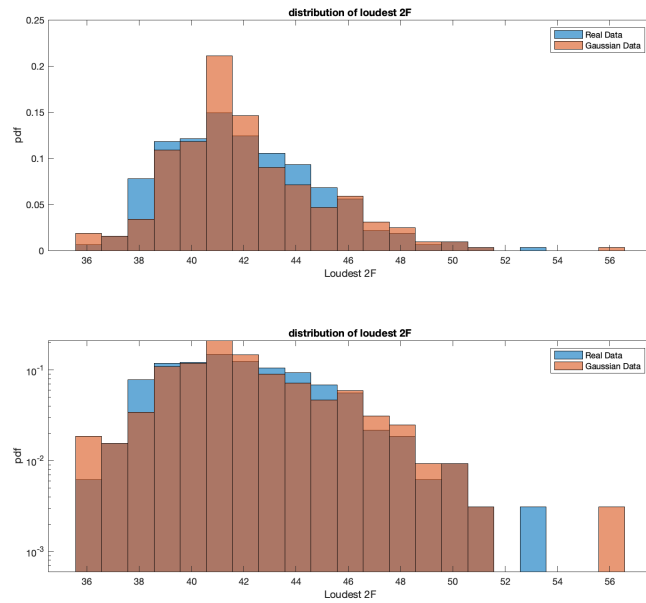 distribution of loudest 2F
Real Data
Gaussian Data
0.25
0.2
0.15
0.1
0.05
0
pdf
36 38 40 42 44 46 48 50 52 54 56
Loudest 2F
distribution of loudest 2F
Real Data
Gaussian Data
10-1
10-2
10-3
pdf
36 38 40 42 44 46 48 50 52 54 56
Loudest 2F